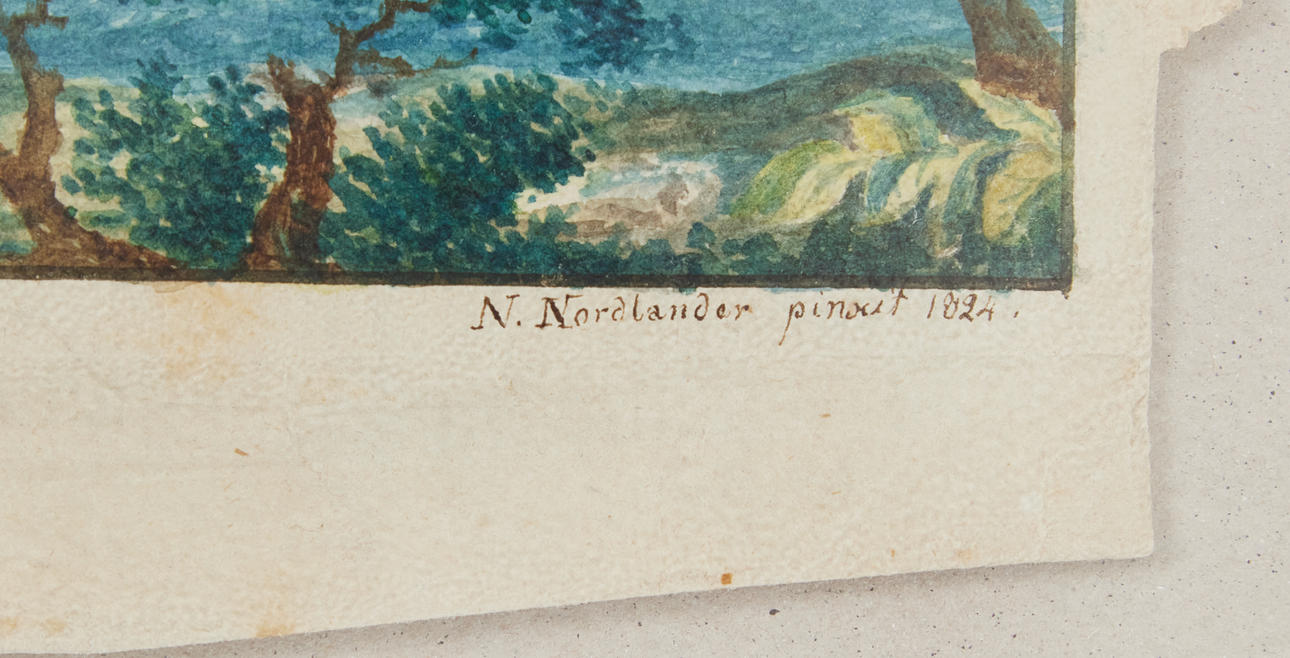 N. Nordlander pinxit 1824.